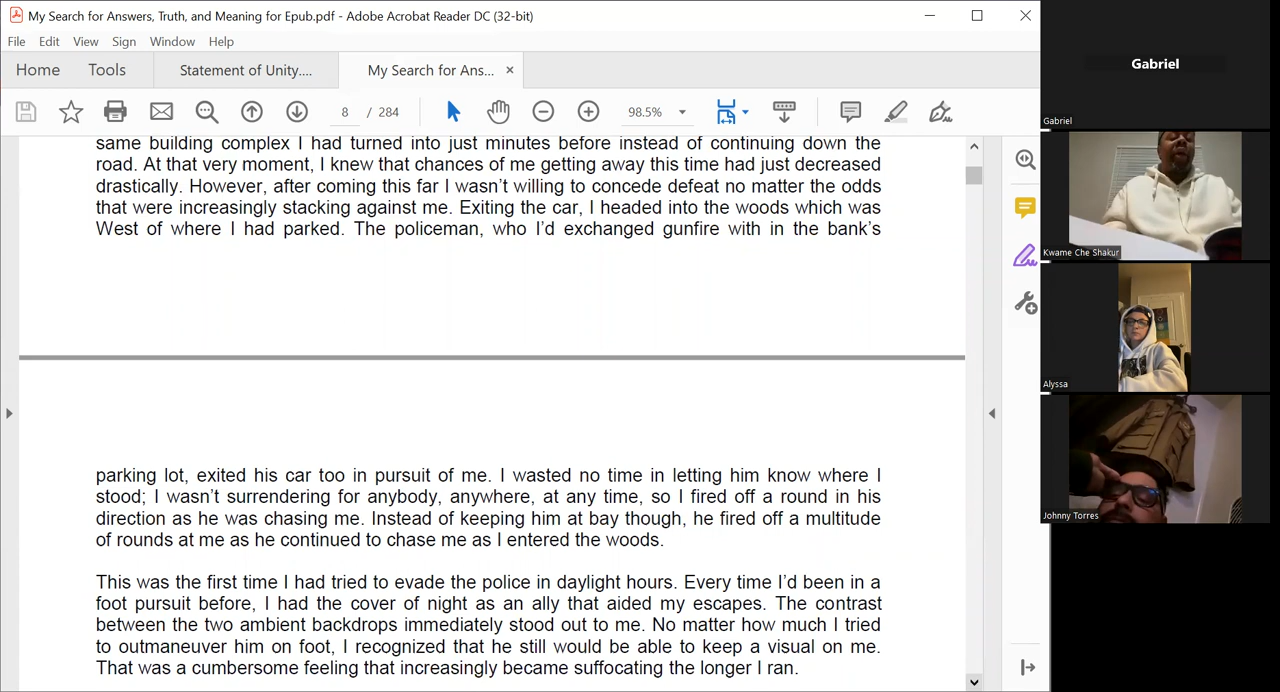 My Search for Answers, Truth, and Meaning for Epub.pdf - Adobe Acrobat Reader DC (32-bit)
File Edit View Sign Window Help
Home Tools Statement of Unity.... My Search for Ans...
8 / 284 98.5%
same building complex I had turned into just minutes before instead of continuing down the
road. At that very moment, I knew that chances of me getting away this time had just decreased
drastically. However, after coming this far I wasn't willing to concede defeat no matter the odds
that were increasingly stacking against me. Exiting the car, I headed into the woods which was
West of where I had parked. The policeman, who I'd exchanged gunfire with in the bank's
parking lot, exited his car too in pursuit of me. I wasted no time in letting him know where I
stood; I wasn't surrendering for anybody, anywhere, at any time, so I fired off a round in his
direction as he was chasing me. Instead of keeping him at bay though, he fired off a multitude
of rounds at me as he continued to chase me as I entered the woods.
This was the first time I had tried to evade the police in daylight hours. Every time I'd been in a
foot pursuit before, I had the cover of night as an ally that aided my escapes. The contrast
between the two ambient backdrops immediately stood out to me. No matter how much I tried
to outmaneuver him on foot, I recognized that he still would be able to keep a visual on me.
That was a cumbersome feeling that increasingly became suffocating the longer I ran.
Gabriel
Gabriel
Kwame Che Shakur
Alyssa
Johnny Torres